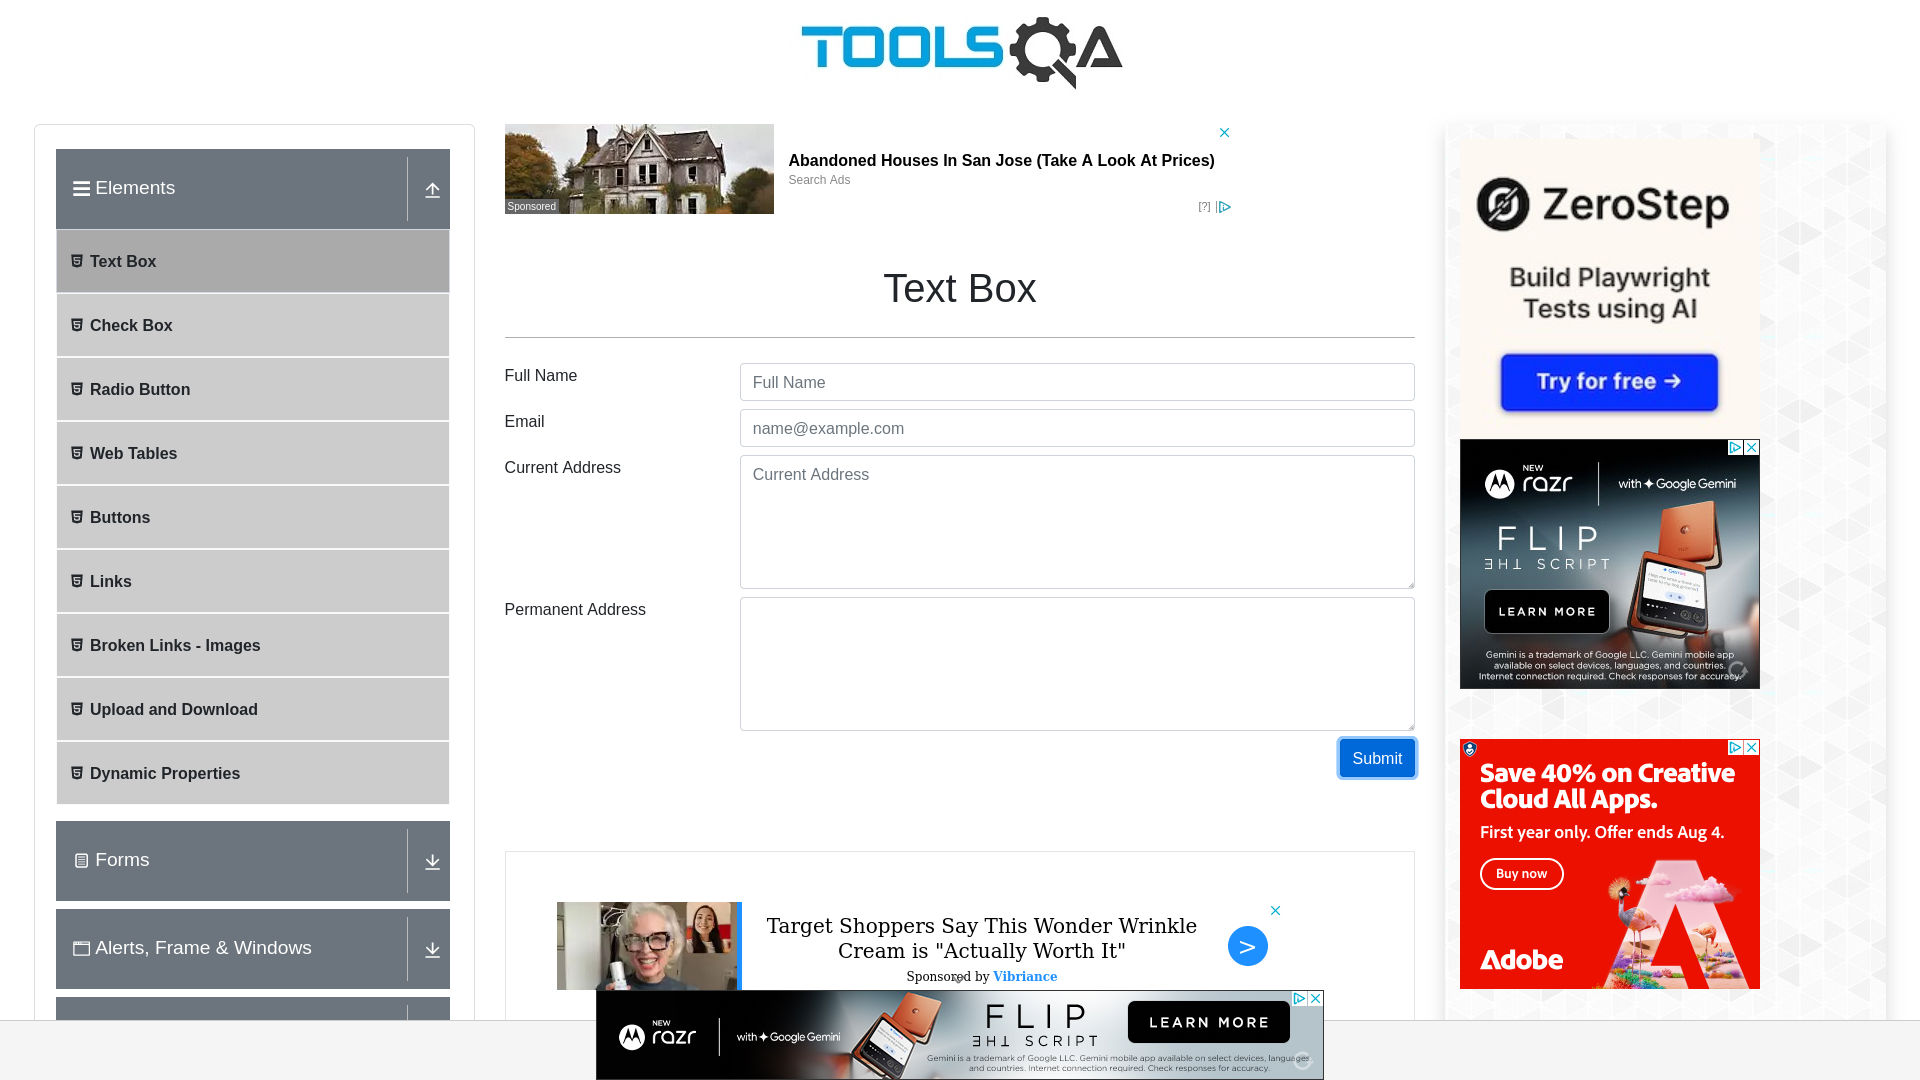 TOOLSQA
Elements
Text Box
Check Box
Radio Button
Web Tables
Buttons
Links
Broken Links - Images
Upload and Download
Dynamic Properties
Forms
Alerts, Frame & Windows
Sponsored
Abandoned Houses In San Jose (Take A Look At Prices)
Search Ads
[?]
Text Box
Full Name
Full Name
Email
name@example.com
Current Address
Current Address
Permanent Address
Submit
Target Shoppers Say This Wonder Wrinkle
Cream is "Actually Worth It"
Sponsored by Vibriance
ZeroStep
Build Playwright
Tests using AI
Try for free →
NEW
razr
with Google Gemini
FLIP
THE SCRIPT
LEARN MORE
Gemini is a trademark of Google LLC. Gemini mobile app
available on select devices, languages, and countries.
Internet connection required. Check responses for accuracy.
Save 40% on Creative
Cloud All Apps.
First year only. Offer ends Aug 4.
Buy now
Adobe
NEW
razr
with Google Gemini
FLIP
THE SCRIPT
LEARN MORE
Gemini is a trademark of Google LLC. Gemini mobile app available on select devices, languages,
and countries. Internet connection required. Check responses for accuracy.